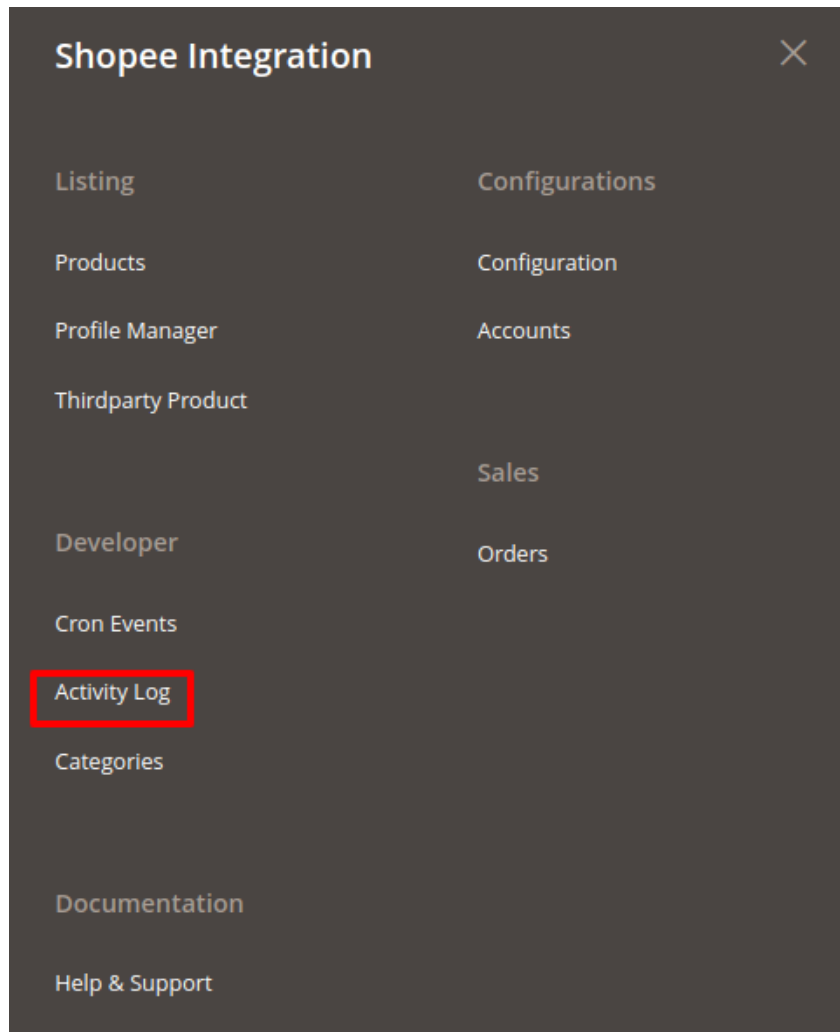 Shopee Integration
Listing
Products
Profile Manager
Thirdparty Product
Developer
Cron Events
Activity Log
Categories
Documentation
Help & Support
Configurations
Configuration
Accounts
Sales
Orders